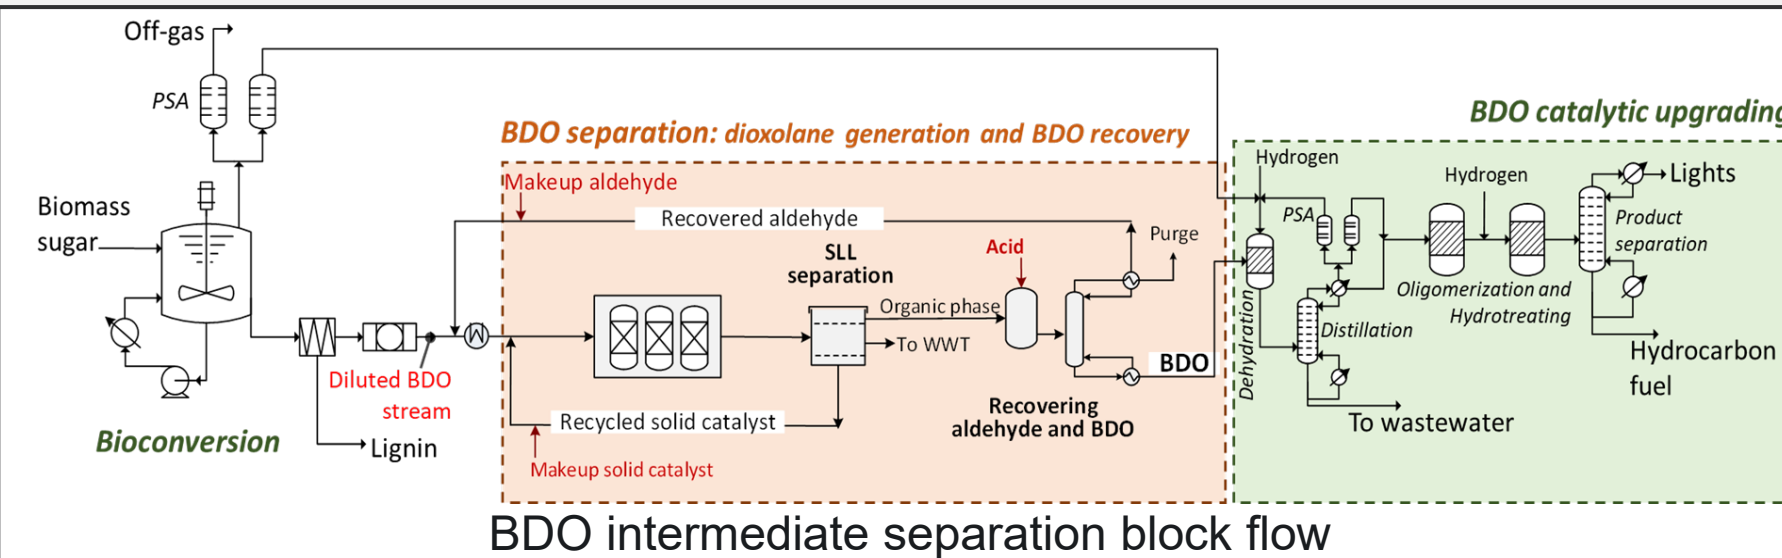 Off-gas
PSA
BDO separation: dioxolane generation and BDO recovery
BDO catalytic upgrading
Biomass
sugar
Makeup aldehyde
Recovered aldehyde
SLL
separation
Organic phase
To WWT
Acid
Purge
BDO
Recovering
aldehyde and BDO
Diluted BDO
stream
Recycled solid catalyst
Makeup solid catalyst
Bioconversion
Lignin
Hydrogen
PSA
Dehydration
Distillation
To wastewater
Hydrogen
Oligomerization and
Hydrotreating
Lights
Product
separation
Hydrocarbon
fuel
BDO intermediate separation block flow